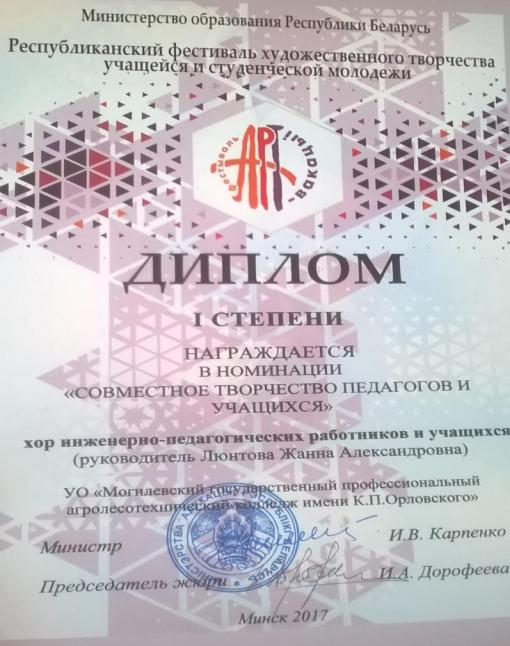 Министерство образования Республики Беларусь
Республиканский фестиваль художественного творчества
учащейся и студенческой молодежи
фестываль
АРТ
вакацыі
ДИПЛОМ
I СТЕПЕНИ
НАГРАЖДАЕТСЯ
В НОМИНАЦИИ
«СОВМЕСТНОЕ ТВОРЧЕСТВО ПЕДАГОГОВ И
УЧАЩИХСЯ»
хор инженерно-педагогических работников и учащихся
(руководитель Люнтова Жанна Александровна)
УО «Могилевский государственный профессиональный
агролесотехнический колледж имени К.П.Орловского»
Министр
И.В. Карпенко
Председатель жюри
И.А. Дорофеева
Минск 2017